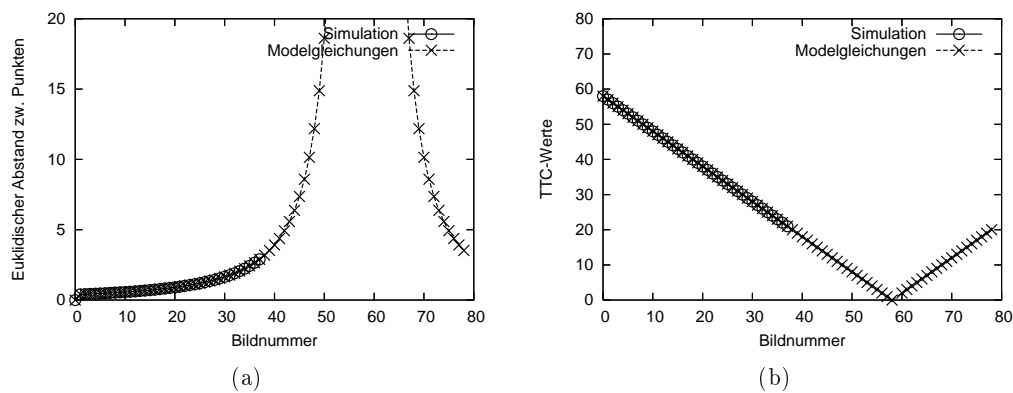 Eukidischer Abstand zw. Punkten
20
15
10
5
0
0 10 20 30 40 50 60 70 80
Bildnummer
Simulation
Modelgleichungen
(a)
TTC-Werte
80
70
60
50
40
30
20
10
0
0 10 20 30 40 50 60 70 80
Bildnummer
Simulation
Modelgleichungen
(b)